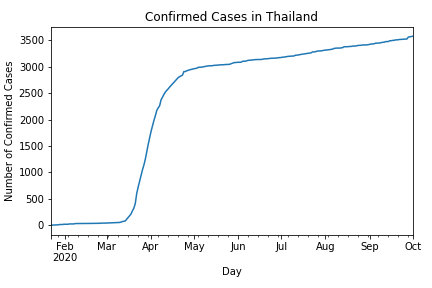 Confirmed Cases in Thailand
Number of Confirmed Cases
3500
3000
2500
2000
1500
1000
500
0
Feb Mar Apr May Jun Jul Aug Sep Oct
2020
Day